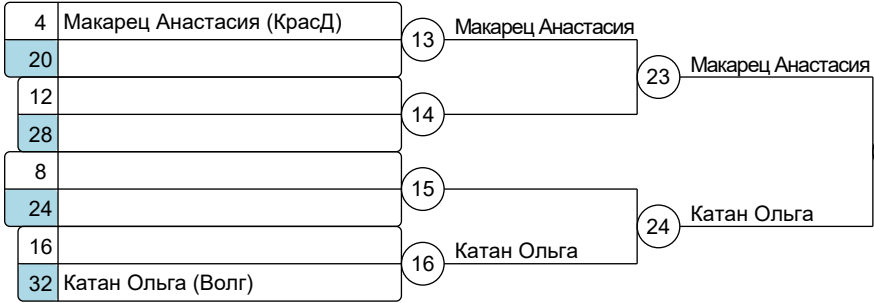 4 Макарец Анастасия (КрасД)
20
13 Макарец Анастасия
12
28
14
23 Макарец Анастасия
8
24
15
16
32 Катан Ольга (Волг)
16 Катан Ольга
24 Катан Ольга